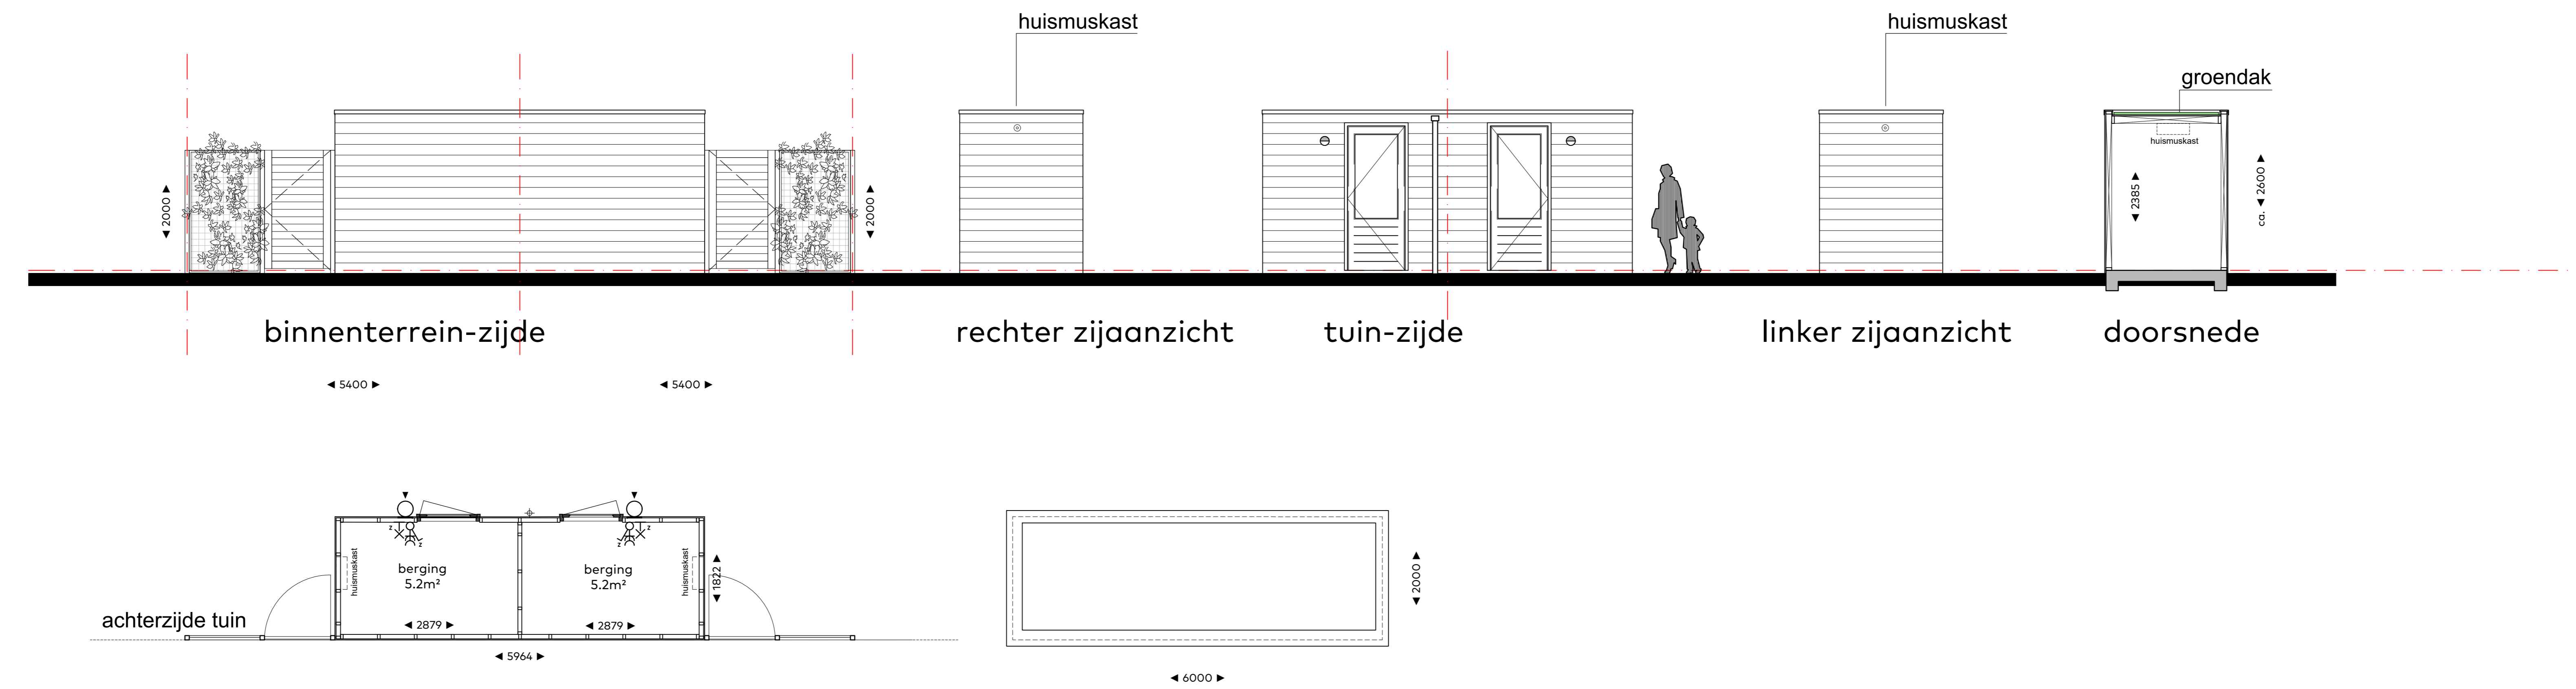 huismuskast
huismuskast
groendak
huismuskast
2000
2000
2385
ca. 2600
binnenterrein-zijde
rechter zijaanzicht
tuin-zijde
linker zijaanzicht
doorsnede
5400
5400
z
z
z
z
huismuskast
berging
5.2m²
berging
5.2m²
huismuskast
1822
2000
achterzijde tuin
2879
2879
5964
6000